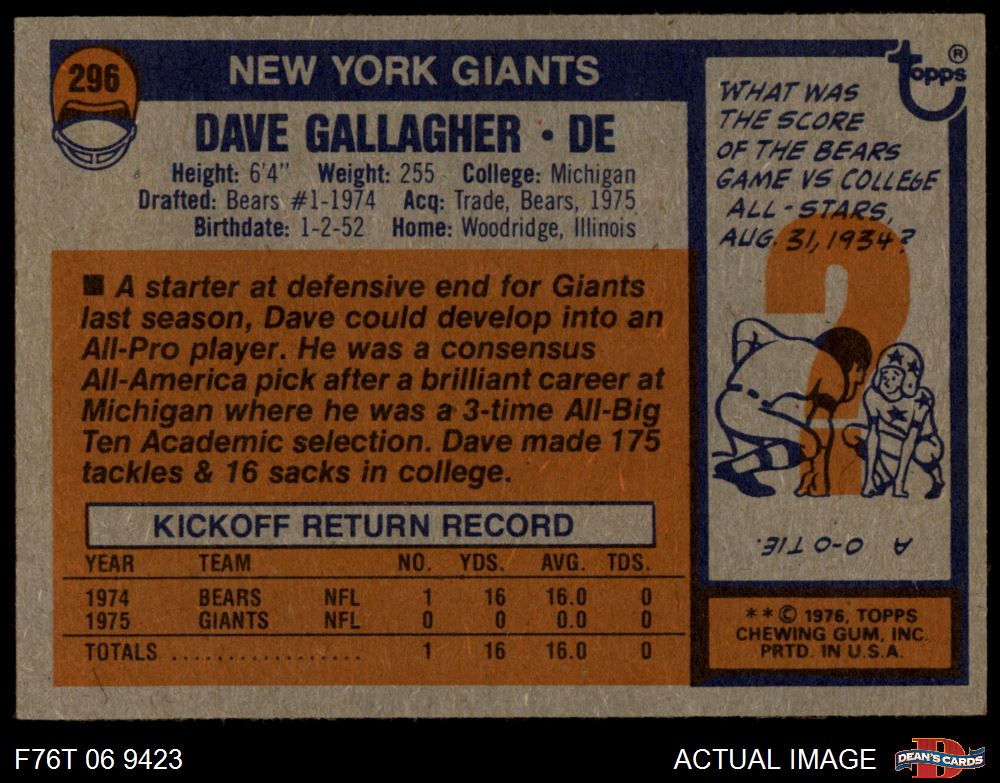 296
NEW YORK GIANTS
DAVE GALLAGHER • DE
Height: 6'4" Weight: 255 College: Michigan
Drafted: Bears #1-1974 Acq: Trade, Bears, 1975
Birthdate: 1-2-52 Home: Woodridge, Illinois
■ A starter at defensive end for Giants
last season, Dave could develop into an
All-Pro player. He was a consensus
All-America pick after a brilliant career at
Michigan where he was a 3-time All-Big
Ten Academic selection. Dave made 175
tackles & 16 sacks in college.
KICKOFF RETURN RECORD
YEAR TEAM NO. YDS. AVG. TDS.
1974 BEARS NFL 1 16 16.0 0
1975 GIANTS NFL 0 0 0.0 0
TOTALS .................. 1 16 16.0 0
topps®
WHAT WAS
THE SCORE
OF THE BEARS
GAME VS COLLEGE
ALL-STARS,
AUG. 31, 1934?
?
A 0-0 TIE.
**© 1976, TOPPS
CHEWING GUM, INC.
PRTD. IN U.S.A.
F76T 06 9423
ACTUAL IMAGE
D
DEAN'S CARDS